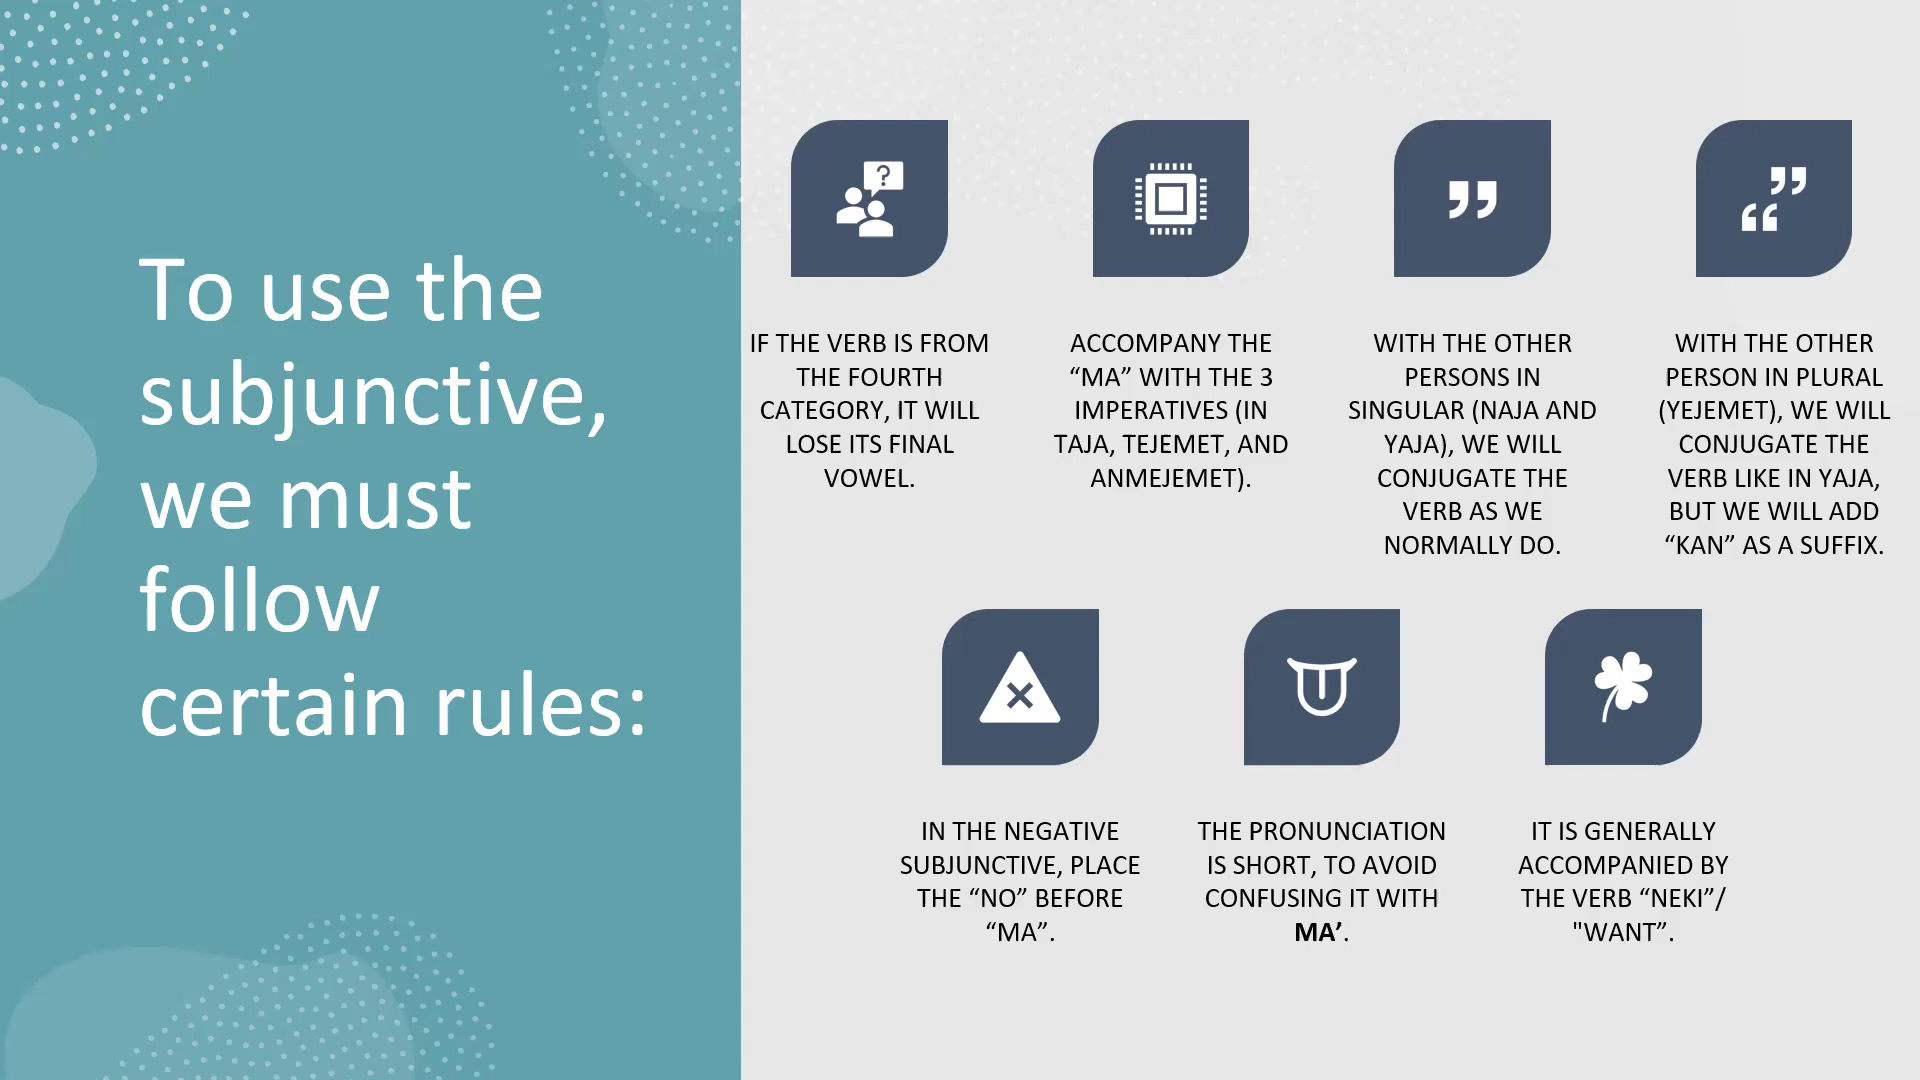 To use the
subjunctive,
we must
follow
certain rules:
IF THE VERB IS FROM
THE FOURTH
CATEGORY, IT WILL
LOSE ITS FINAL
VOWEL.
ACCOMPANY THE
“MA” WITH THE 3
IMPERATIVES (IN
TAJA, TEJEMET, AND
ANMEJEMET).
WITH THE OTHER
PERSONS IN
SINGULAR (NAJA AND
YAJA), WE WILL
CONJUGATE THE
VERB AS WE
NORMALLY DO.
WITH THE OTHER
PERSON IN PLURAL
(YEJEMET), WE WILL
CONJUGATE THE
VERB LIKE IN YAJA,
BUT WE WILL ADD
“KAN” AS A SUFFIX.
IN THE NEGATIVE
SUBJUNCTIVE, PLACE
THE “NO” BEFORE
“MA”.
THE PRONUNCIATION
IS SHORT, TO AVOID
CONFUSING IT WITH
MA’.
IT IS GENERALLY
ACCOMPANIED BY
THE VERB “NEKI”/
"WANT”.